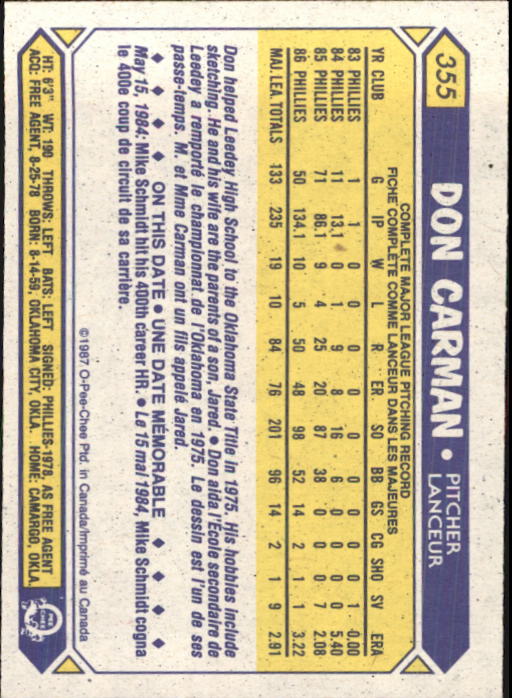 355
DON CARMAN • PITCHER
LANCEUR
COMPLETE MAJOR LEAGUE PITCHING RECORD
FICHE COMPLÈTE COMME LANCEUR DANS LES MAJEURES
YR CLUB G IP W L R ER SO BB GS CG SHO SV ERA
83 PHILLIES 1 1 0 0 0 0 0 0 0 0 0 1 0.00
84 PHILLIES 11 13.1 0 1 9 8 16 6 0 0 0 0 5.40
85 PHILLIES 71 86.1 9 4 25 20 87 38 0 0 0 7 2.08
86 PHILLIES 50 134.1 10 5 50 48 98 52 14 2 1 1 3.22
MAJ. LEA. TOTALS 133 235 19 10 84 76 201 96 14 2 1 9 2.91
Don helped Leedey High School to the Oklahoma State Title in 1975. His hobbies include
sketching. He and his wife are the parents of a son, Jared. • Don aida l'École secondaire de
Leedey à remporté le championnat de l'Oklahoma en 1975. Le dessin est l'un de ses
passe-temps. M. et Mme Carman ont un fils appelé Jared.
♦ ♦ ♦ ♦ ON THIS DATE • UNE DATE MÉMORABLE ♦ ♦ ♦ ♦
May 15, 1984: Mike Schmidt hit his 400th career HR. • Le 15 mai 1984, Mike Schmidt cogna
le 400e coup de circuit de sa carrière.
©1987 O-Pee-Chee Ptd. in Canada/Imprimé au Canada
HT: 6'3" WT: 190 THROWS: LEFT BATS: LEFT SIGNED: PHILLIES-1978, AS FREE AGENT
ACQ: FREE AGENT, 8-25-78 BORN: 8-14-59, OKLAHOMA CITY, OKLA. HOME: CAMARGO, OKLA.
O
PEE
CHEE